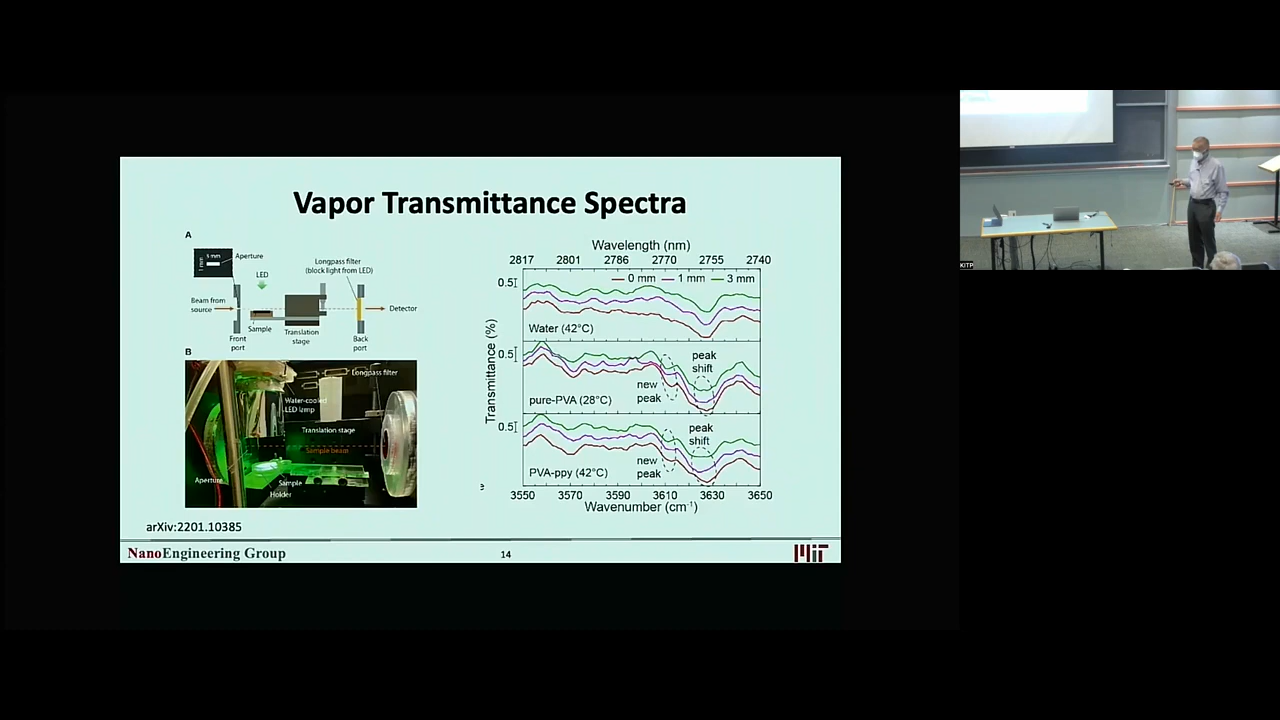 Vapor Transmittance Spectra
A
5 mm
1 mm
Aperture
LED
Longpass filter
(block light from LED)
Beam from
source
Detector
Sample
Translation
stage
Front
port
Back
port
B
Longpass filter
Water-cooled
LED lamp
Translation stage
Sample beam
Aperture
Sample
Holder
Wavelength (nm)
2817 2801 2786 2770 2755 2740
0.5
0 mm 1 mm 3 mm
Water (42°C)
0.5
peak
shift
new
peak
pure-PVA (28°C)
0.5
peak
shift
new
peak
PVA-ppy (42°C)
Transmittance (%)
3550 3570 3590 3610 3630 3650
Wavenumber (cm⁻¹)
e
arXiv:2201.10385
NanoEngineering Group
14
MIT
KITP